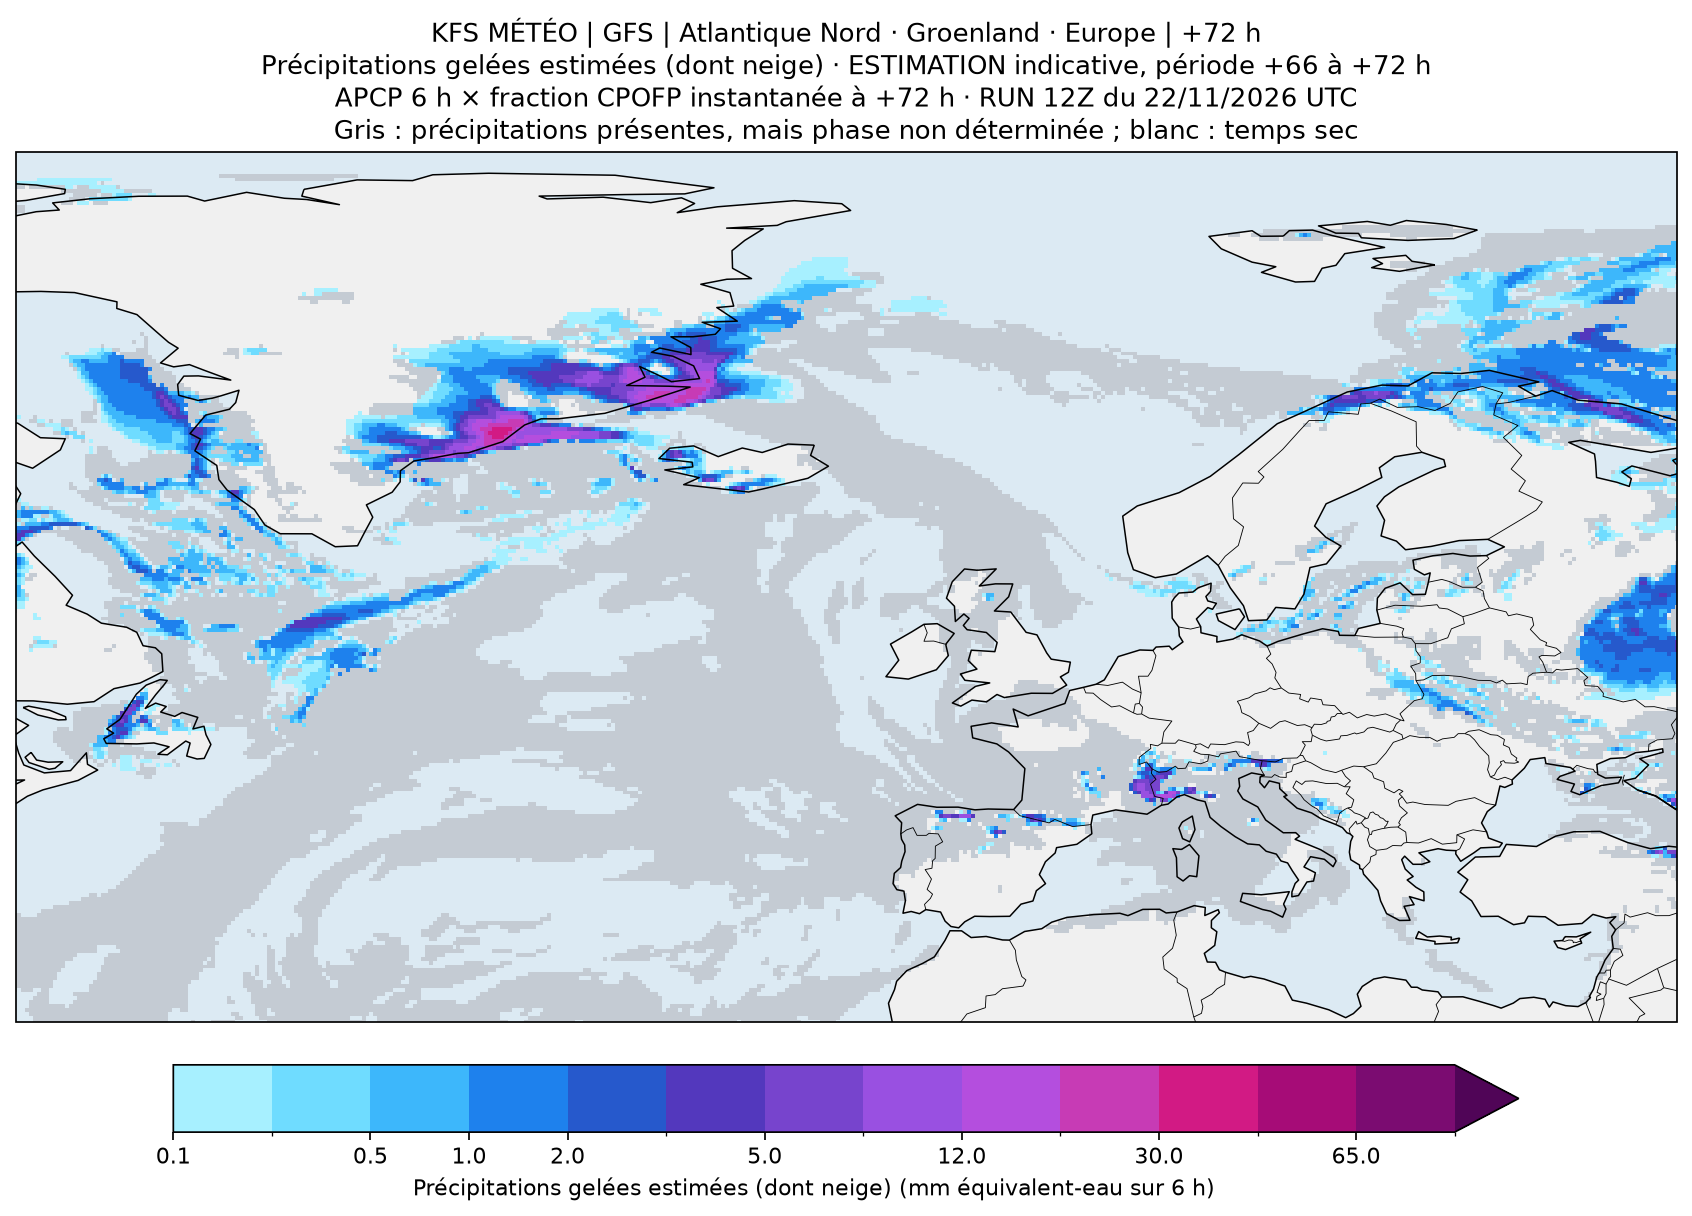 KFS MÉTÉO | GFS | Atlantique Nord · Groenland · Europe | +72 h
Précipitations gelées estimées (dont neige) · ESTIMATION indicative, période +66 à +72 h
APCP 6 h × fraction CPOFP instantanée à +72 h · RUN 12Z du 22/11/2026 UTC
Gris : précipitations présentes, mais phase non déterminée ; blanc : temps sec
0.1 0.5 1.0 2.0 5.0 12.0 30.0 65.0
Précipitations gelées estimées (dont neige) (mm équivalent-eau sur 6 h)